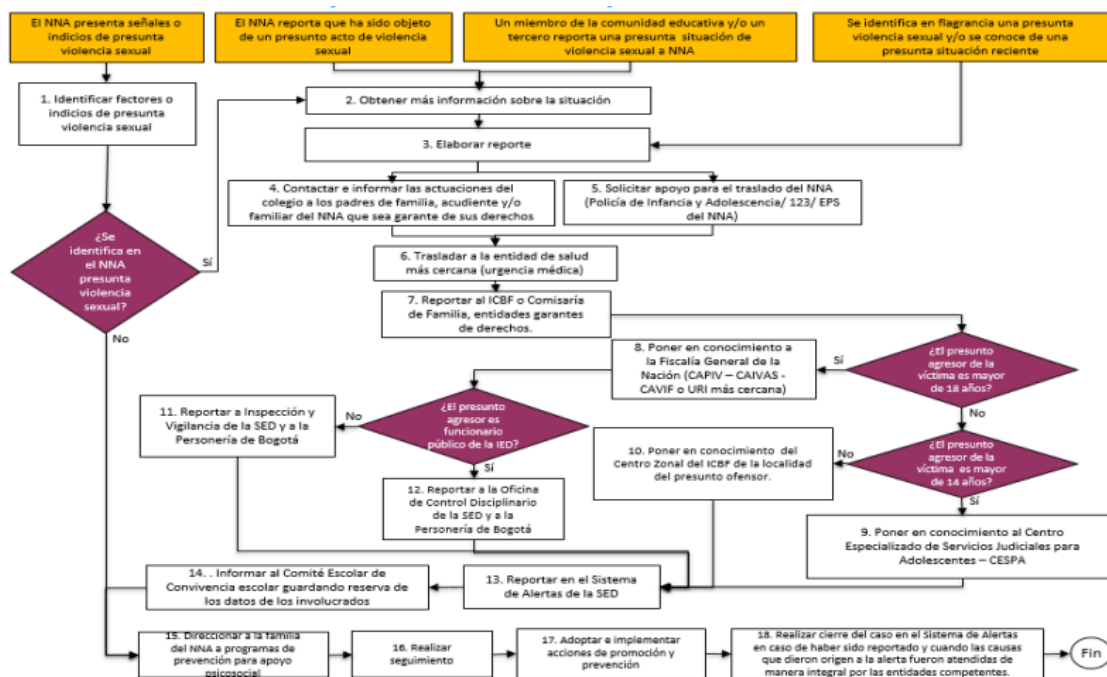 El NNA presenta señales o
indicios de presunta
violencia sexual
El NNA reporta que ha sido objeto
de un presunto acto de violencia
sexual
Un miembro de la comunidad educativa y/o un
tercero reporta una presunta situación de
violencia sexual a NNA
Se identifica en flagrancia una presunta
violencia sexual y/o se conoce de
una presunta situación reciente
1. Identificar factores o
indicios de presunta
violencia sexual
2. Obtener más información sobre la situación
3. Elaborar reporte
4. Contactar e informar las actuaciones del
colegio a los padres de familia, acudiente y/o
familiar del NNA que sea garante de sus derechos
5. Solicitar apoyo para el traslado del NNA
(Policía de Infancia y Adolescencia/ 123/ EPS
del NNA)
¿Se
identifica en
el NNA
presunta
violencia
sexual?
Sí
No
6. Trasladar a la entidad de salud
más cercana (urgencia médica)
7. Reportar al ICBF o Comisaría
de Familia, entidades garantes
de derechos.
8. Poner en conocimiento a
la Fiscalía General de la
Nación (CAPIV – CAIVAS -
CAVIF o URI más cercana)
Sí
¿El presunto
agresor de la
víctima es mayor
de 18 años?
No
11. Reportar a Inspección y
Vigilancia de la SED y a la
Personería de Bogotá
No
¿El presunto
agresor es
funcionario
público de la IED?
Sí
10. Poner en conocimiento del
Centro Zonal del ICBF de la localidad
del presunto ofensor.
No
¿El presunto
agresor de la
víctima es mayor
de 14 años?
Sí
12. Reportar a la Oficina
de Control Disciplinario
de la SED y a la
Personería de Bogotá
9. Poner en conocimiento al Centro
Especializado de Servicios Judiciales para
Adolescentes – CESPA
14. . Informar al Comité Escolar de
Convivencia escolar guardando reserva de
los datos de los involucrados
13. Reportar en el Sistema
de Alertas de la SED
15. Direccionar a la familia
del NNA a programas de
prevención para apoyo
psicosocial
16. Realizar
seguimiento
17. Adoptar e implementar
acciones de promoción y
prevención
18. Realizar cierre del caso en el Sistema de Alertas
en caso de haber sido reportado y cuando las causas
que dieron origen a la alerta fueron atendidas de
manera integral por las entidades competentes.
Fin